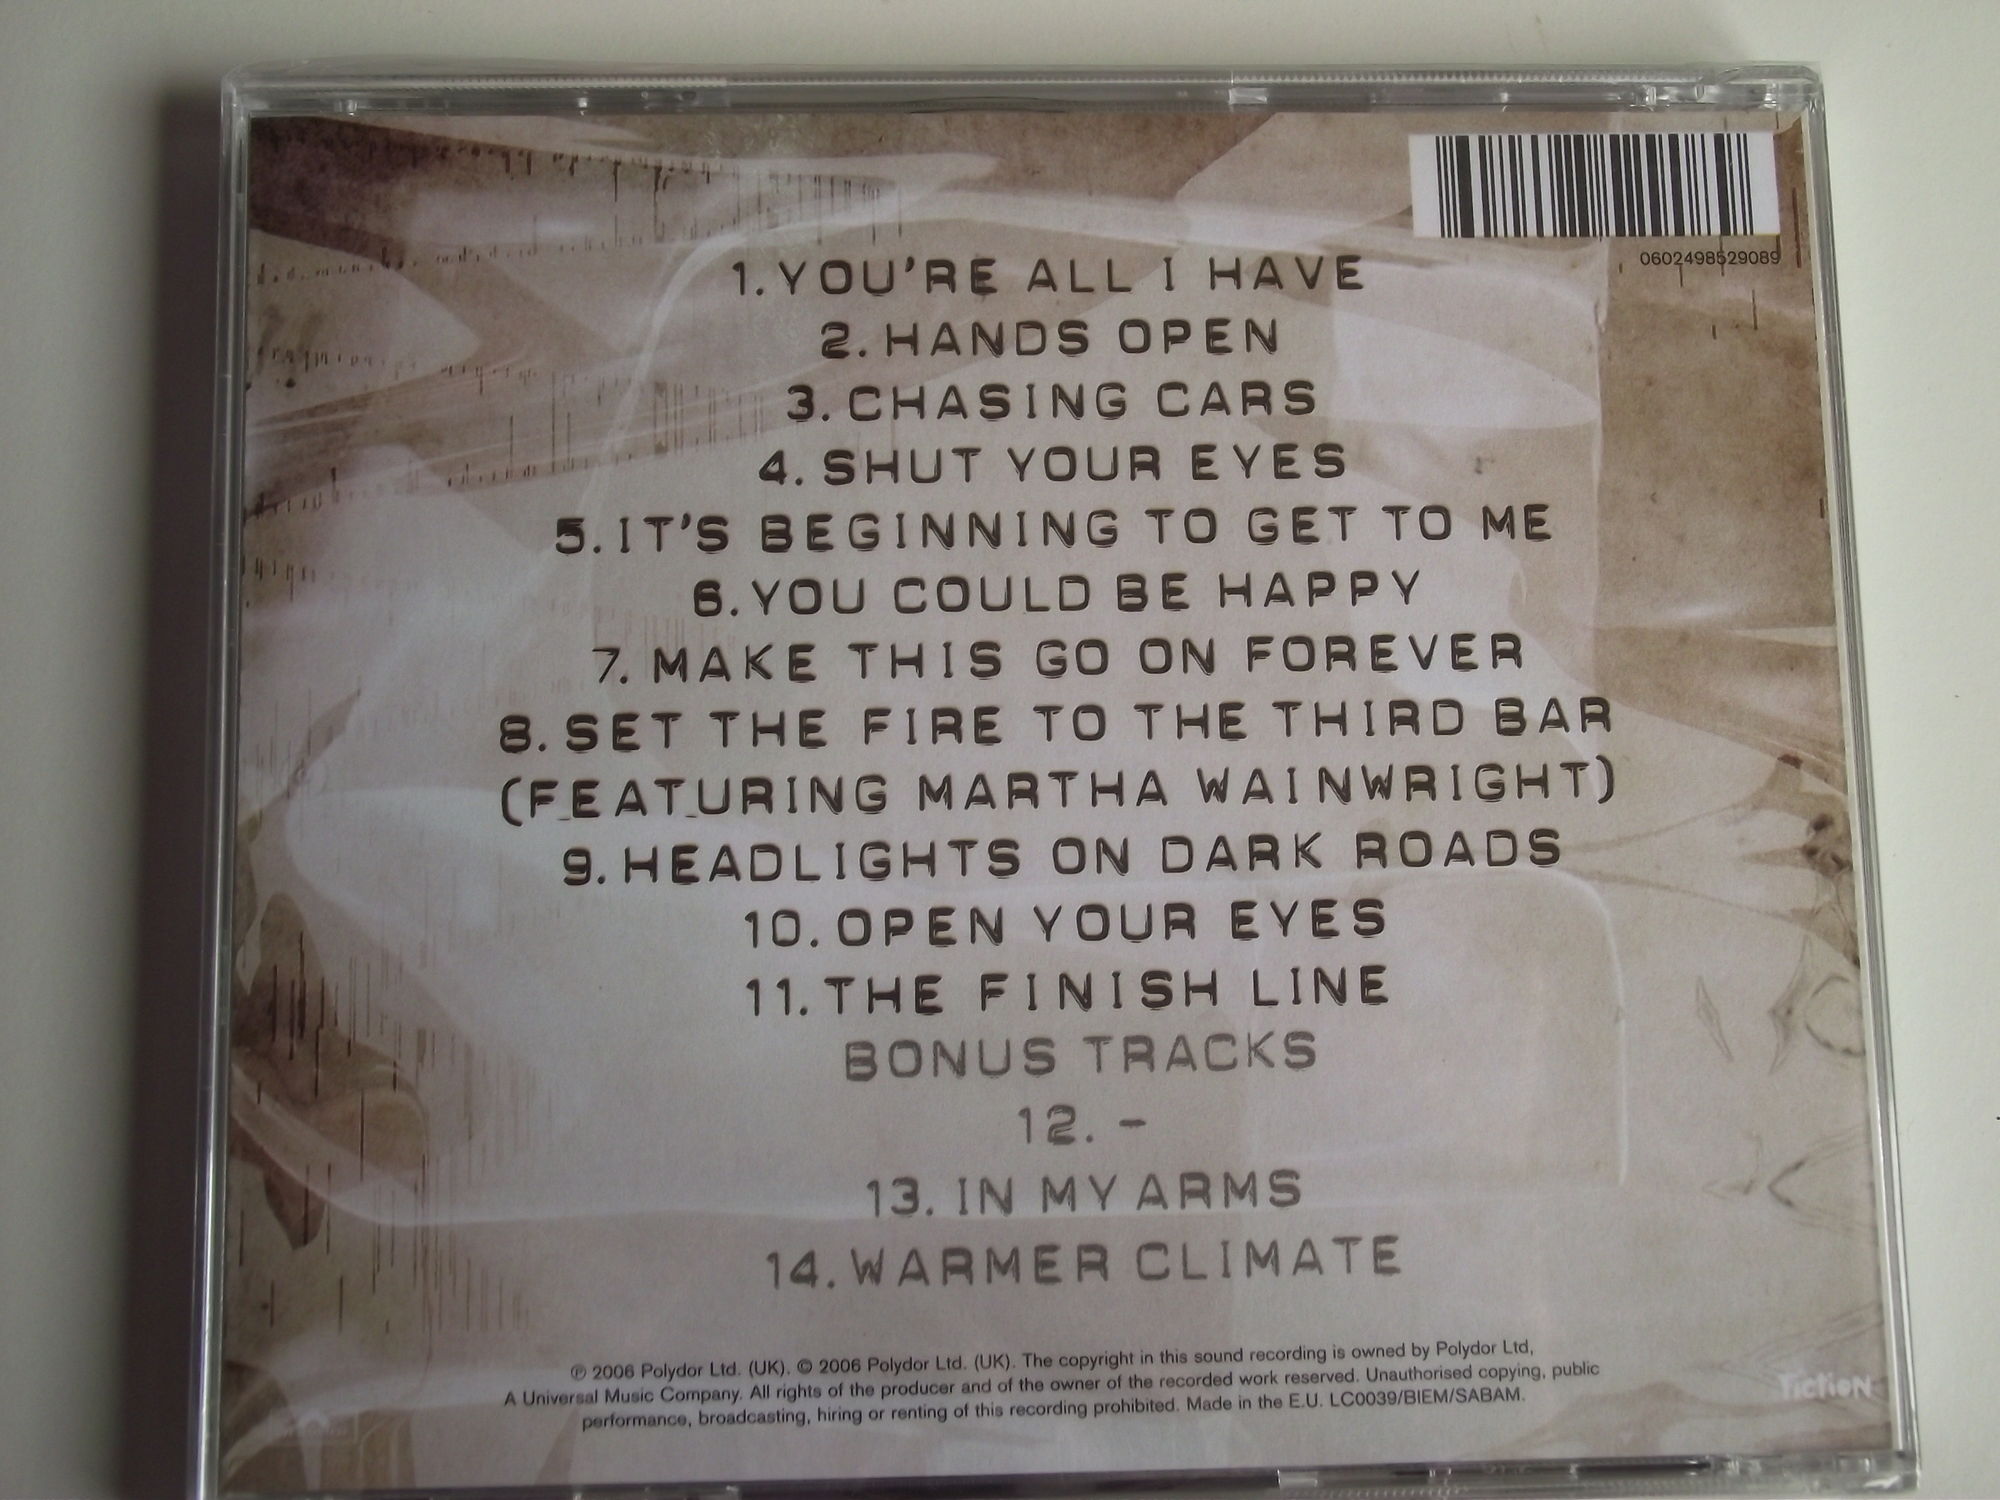 0602498529089
1. YOU'RE ALL I HAVE
2. HANDS OPEN
3. CHASING CARS
4. SHUT YOUR EYES
5. IT'S BEGINNING TO GET TO ME
6. YOU COULD BE HAPPY
7. MAKE THIS GO ON FOREVER
8. SET THE FIRE TO THE THIRD BAR
(FEATURING MARTHA WAINWRIGHT)
9. HEADLIGHTS ON DARK ROADS
10. OPEN YOUR EYES
11. THE FINISH LINE
BONUS TRACKS
12. -
13. IN MY ARMS
14. WARMER CLIMATE
℗ 2006 Polydor Ltd. (UK). © 2006 Polydor Ltd. (UK). The copyright in this sound recording is owned by Polydor Ltd,
A Universal Music Company. All rights of the producer and of the owner of the recorded work reserved. Unauthorised copying, public
performance, broadcasting, hiring or renting of this recording prohibited. Made in the E.U. LC0039/BIEM/SABAM.
FICTION